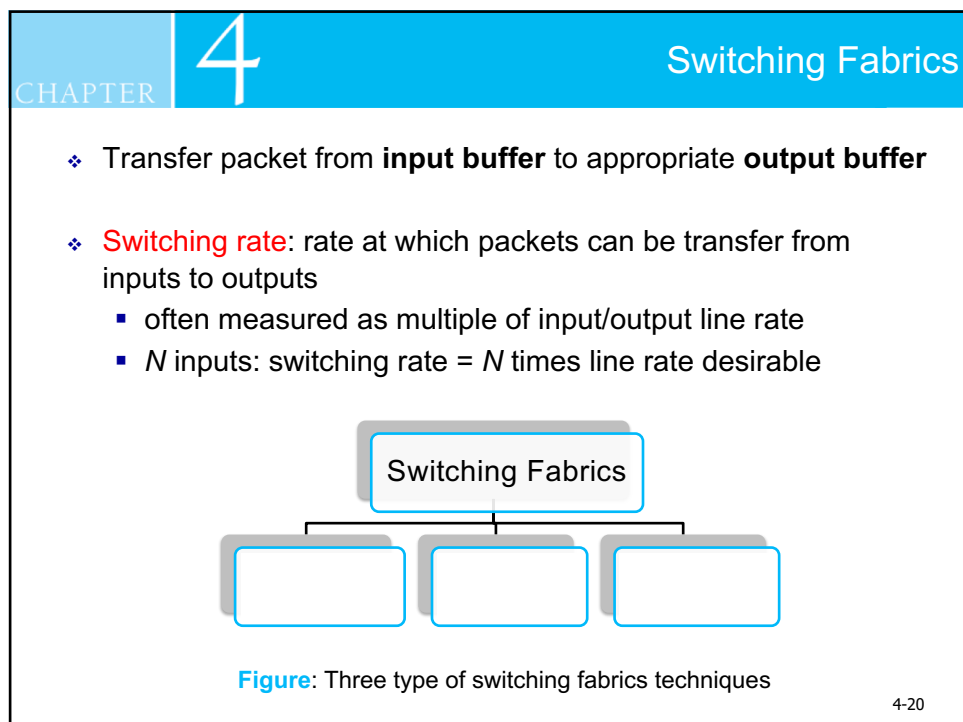 CHAPTER 4
Switching Fabrics
❖ Transfer packet from input buffer to appropriate output buffer
❖ Switching rate: rate at which packets can be transfer from
inputs to outputs
▪ often measured as multiple of input/output line rate
▪ N inputs: switching rate = N times line rate desirable
Switching Fabrics
Figure: Three type of switching fabrics techniques
4-20